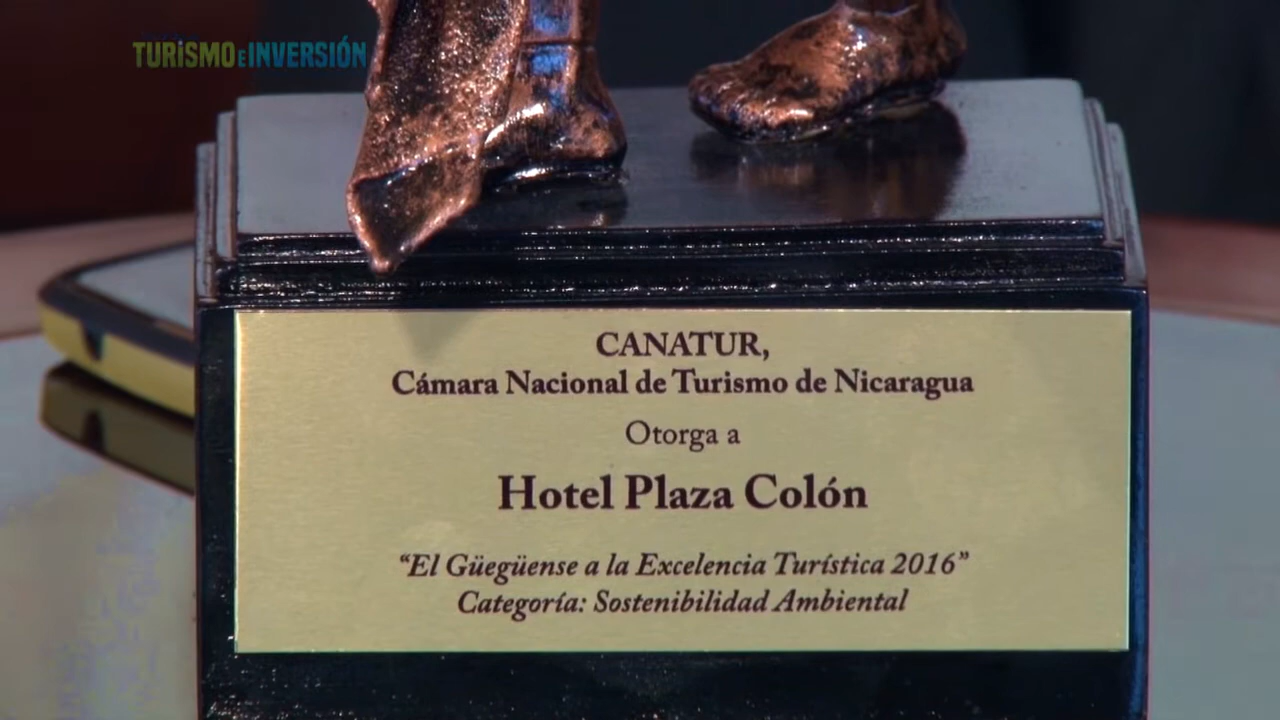 TURISMO E INVERSIÓN
CANATUR,
Cámara Nacional de Turismo de Nicaragua
Otorga a
Hotel Plaza Colón
“El Güegüense a la Excelencia Turística 2016”
Categoría: Sostenibilidad Ambiental